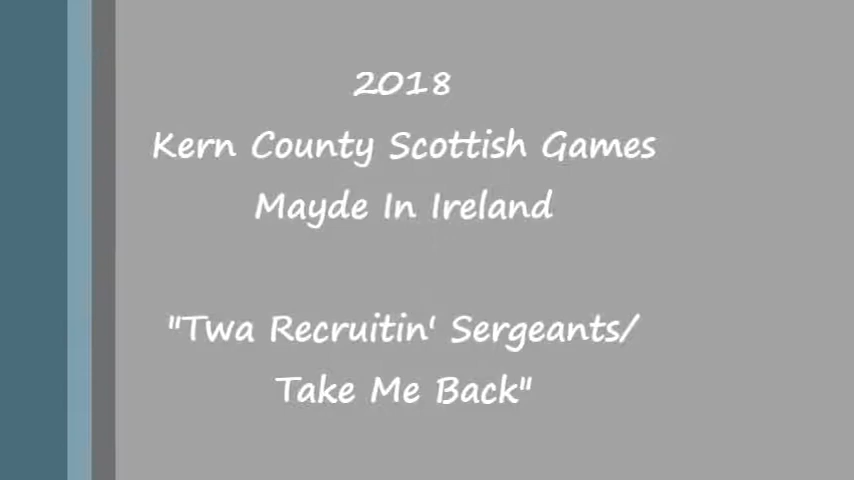 2018
Kern County Scottish Games
Mayde In Ireland
"Twa Recruitin' Sergeants/
Take Me Back"